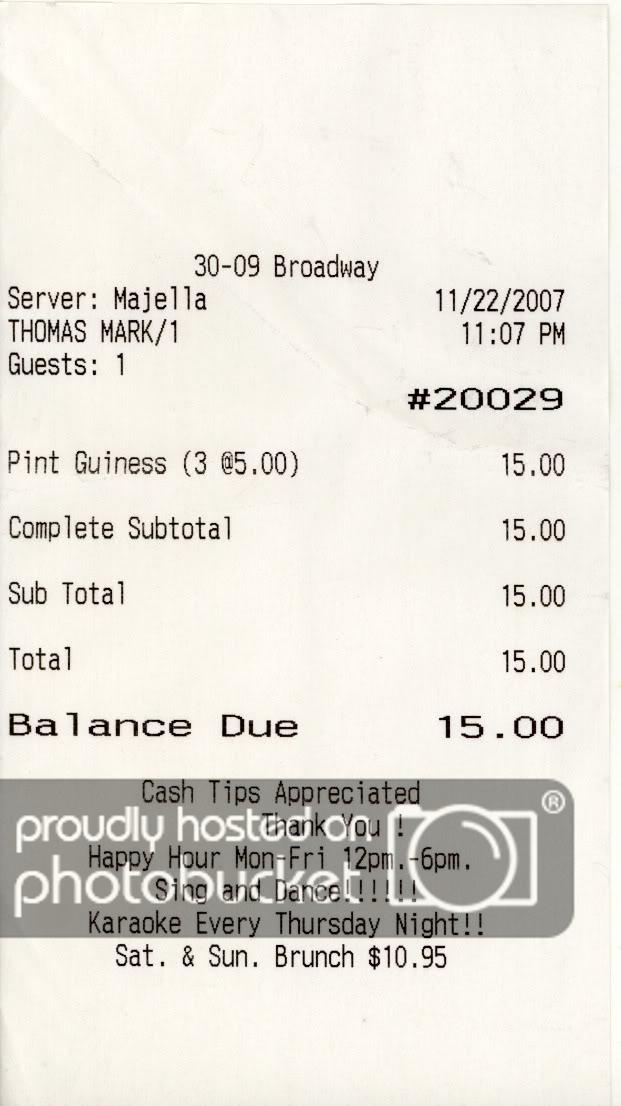 30-09 Broadway
Server: Majella 11/22/2007
THOMAS MARK/1 11:07 PM
Guests: 1
#20029
Pint Guiness (3 @5.00) 15.00
Complete Subtotal 15.00
Sub Total 15.00
Total 15.00
Balance Due 15.00
Cash Tips Appreciated
Thank You !
proudly hosted on
Happy Hour Mon-Fri 12pm.-6pm.
photobucket
Sing and Dance!!!!!!!
Karaoke Every Thursday Night!!
Sat. & Sun. Brunch $10.95